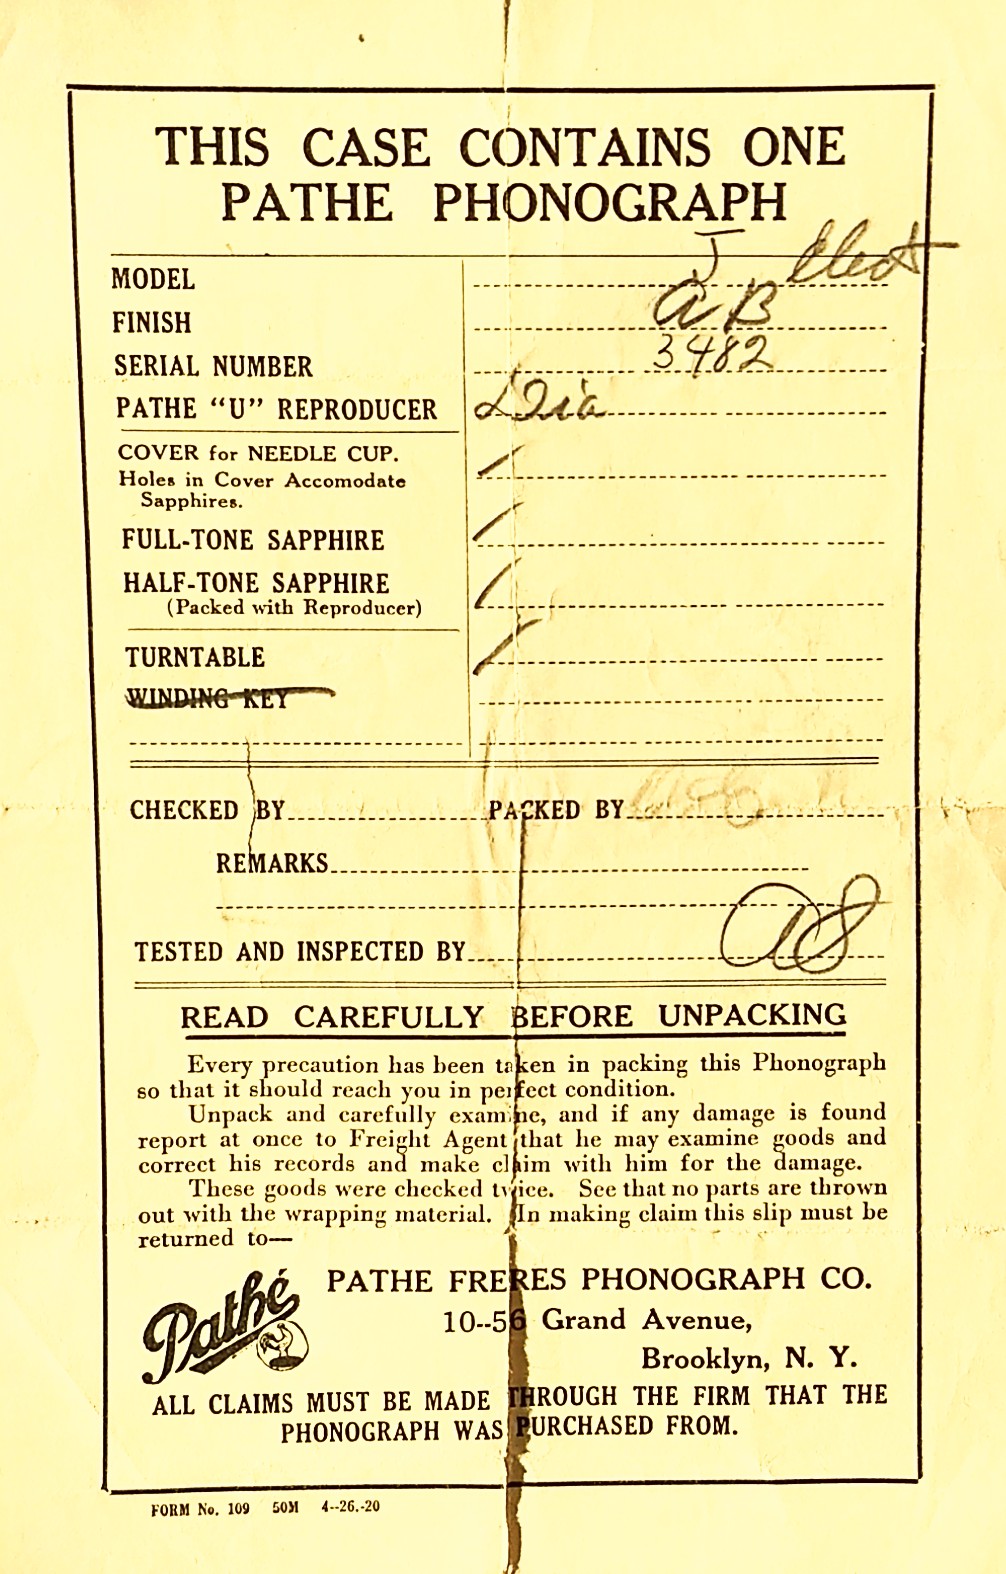 THIS CASE CONTAINS ONE
PATHE PHONOGRAPH
MODEL J Elect
FINISH A B
SERIAL NUMBER 3482
PATHE “U” REPRODUCER Dia
COVER for NEEDLE CUP.
Holes in Cover Accomodate
Sapphires.
FULL-TONE SAPPHIRE
HALF-TONE SAPPHIRE
(Packed with Reproducer)
TURNTABLE
WINDING KEY
CHECKED BY PACKED BY
REMARKS
TESTED AND INSPECTED BY AS
READ CAREFULLY BEFORE UNPACKING
Every precaution has been taken in packing this Phonograph
so that it should reach you in perfect condition.
Unpack and carefully examine, and if any damage is found
report at once to Freight Agent that he may examine goods and
correct his records and make claim with him for the damage.
These goods were checked twice. See that no parts are thrown
out with the wrapping material. In making claim this slip must be
returned to—
Pathé
PATHE FRERES PHONOGRAPH CO.
10--56 Grand Avenue,
Brooklyn, N. Y.
ALL CLAIMS MUST BE MADE THROUGH THE FIRM THAT THE
PHONOGRAPH WAS PURCHASED FROM.
FORM No. 109 50M 4--26.-20